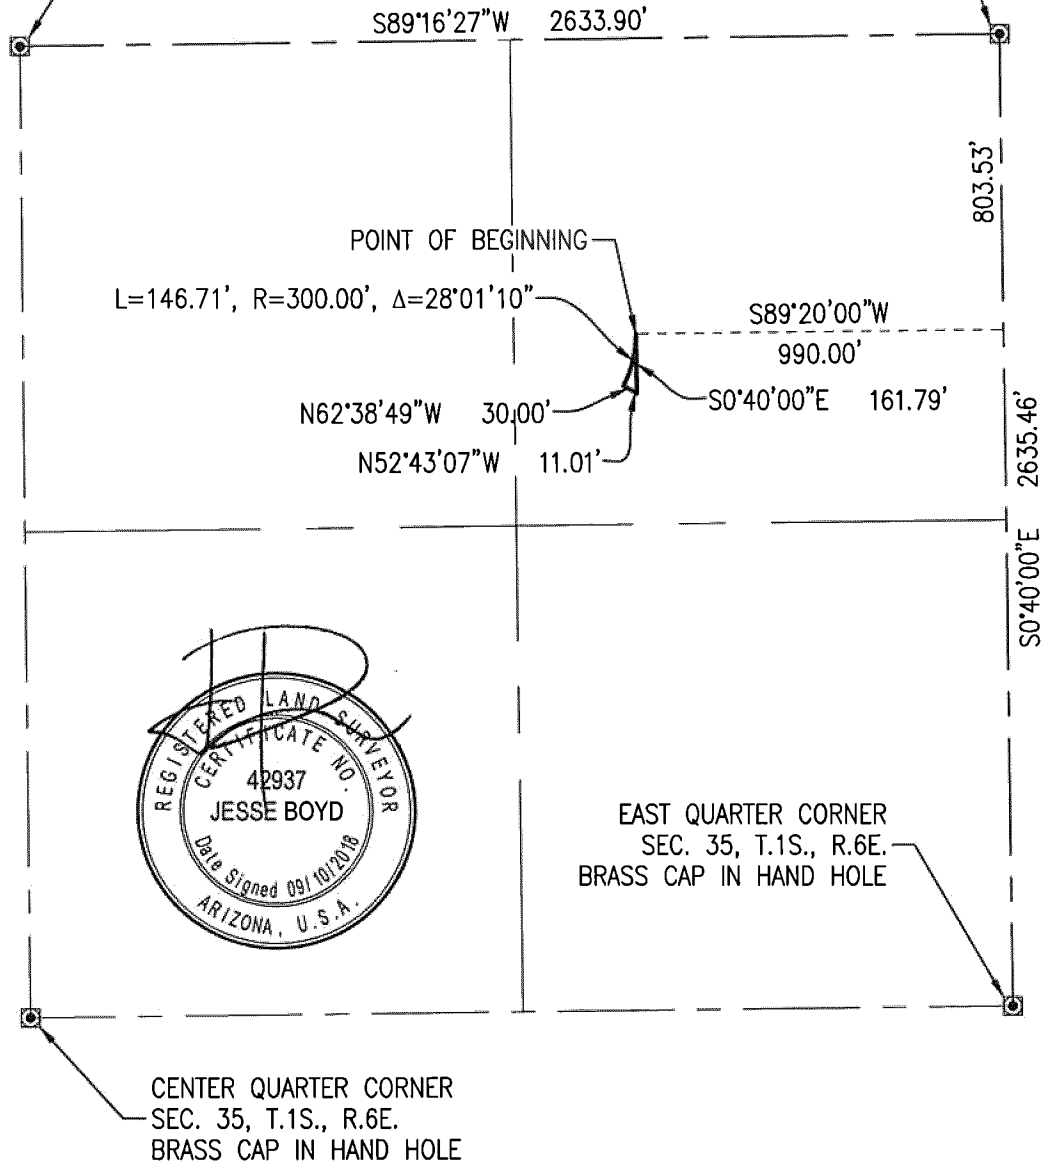 S89°16'27"W 2633.90'
803.53'
POINT OF BEGINNING
L=146.71', R=300.00', Δ=28°01'10"
S89°20'00"W
990.00'
S0°40'00"E 161.79'
N62°38'49"W 30.00'
N52°43'07"W 11.01'
S0°40'00"E 2635.46'
REGISTERED LAND SURVEYOR
CERTIFICATE NO.
42937
JESSE BOYD
Date Signed 09/10/2018
ARIZONA, U.S.A.
EAST QUARTER CORNER
SEC. 35, T.1S., R.6E.
BRASS CAP IN HAND HOLE
CENTER QUARTER CORNER
SEC. 35, T.1S., R.6E.
BRASS CAP IN HAND HOLE